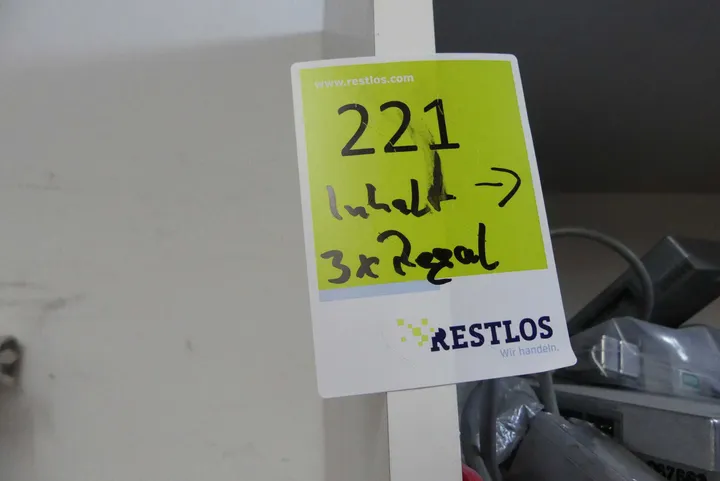 www.restlos.com
221
Inhalt →
3x Regal
RESTLOS
Wir handeln.